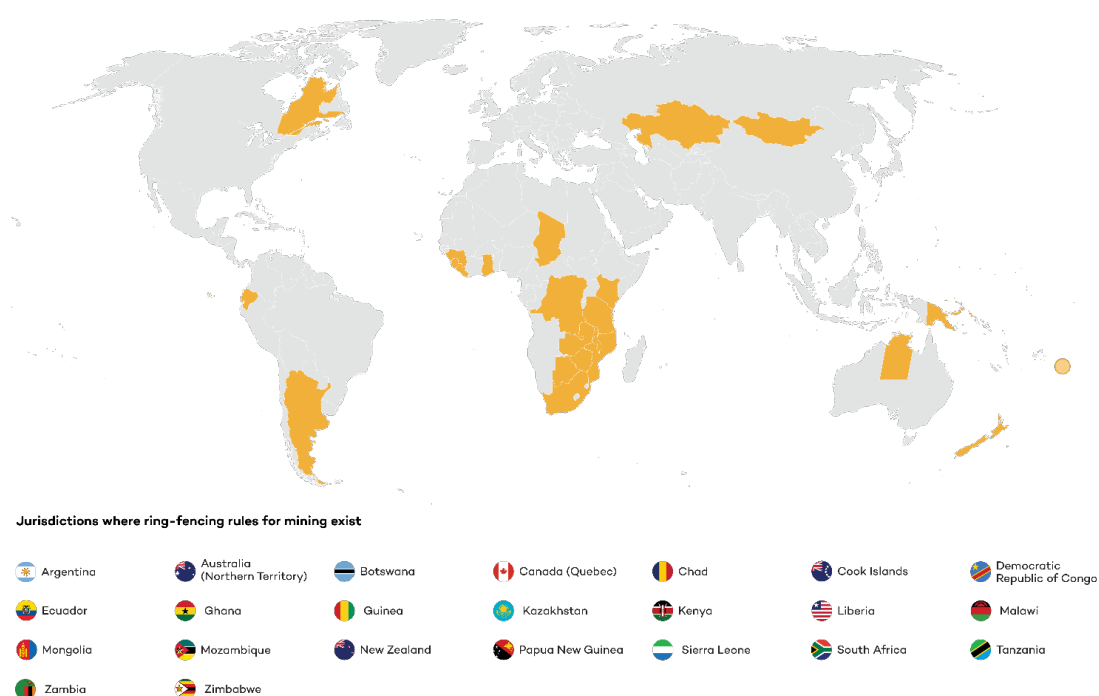 Jurisdictions where ring-fencing rules for mining exist
Argentina
Australia
(Northern Territory)
Botswana
Canada (Quebec)
Chad
Cook Islands
Democratic
Republic of Congo
Ecuador
Ghana
Guinea
Kazakhstan
Kenya
Liberia
Malawi
Mongolia
Mozambique
New Zealand
Papua New Guinea
Sierra Leone
South Africa
Tanzania
Zambia
Zimbabwe